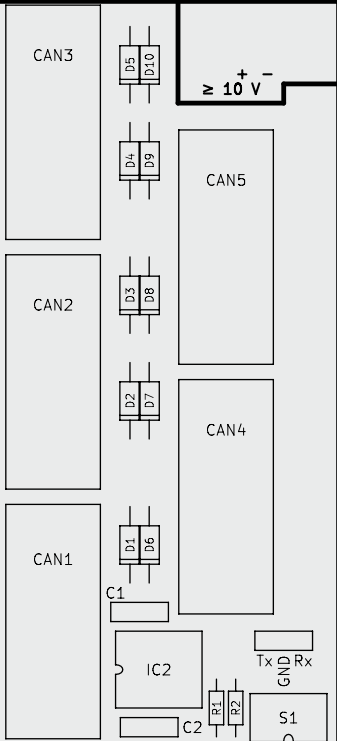 CAN3
D5
D10
+ -
≥ 10 V
D4
D9
CAN5
CAN2
D3
D8
D2
D7
CAN4
CAN1
D1
D6
C1
IC2
Tx
GND
Rx
R1
R2
S1
C2